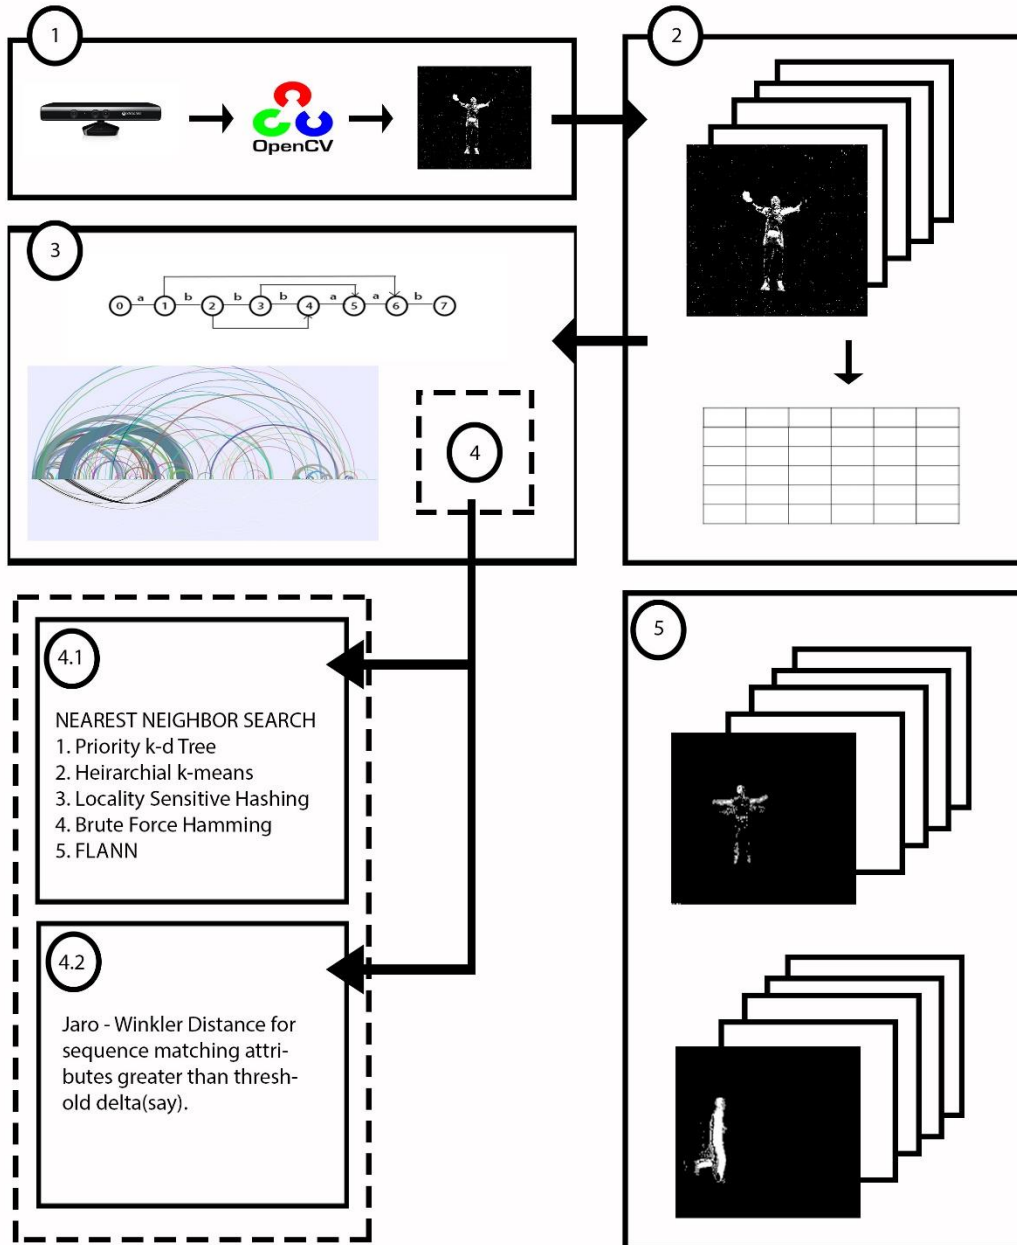 1
2
OpenCV
3
a b b b a a b
0 1 2 3 4 5 6 7
4
4.1
NEAREST NEIGHBOR SEARCH
1. Priority k-d Tree
2. Heirarchial k-means
3. Locality Sensitive Hashing
4. Brute Force Hamming
5. FLANN
4.2
Jaro - Winkler Distance for
sequence matching attri-
butes greater than thresh-
old delta(say).
5